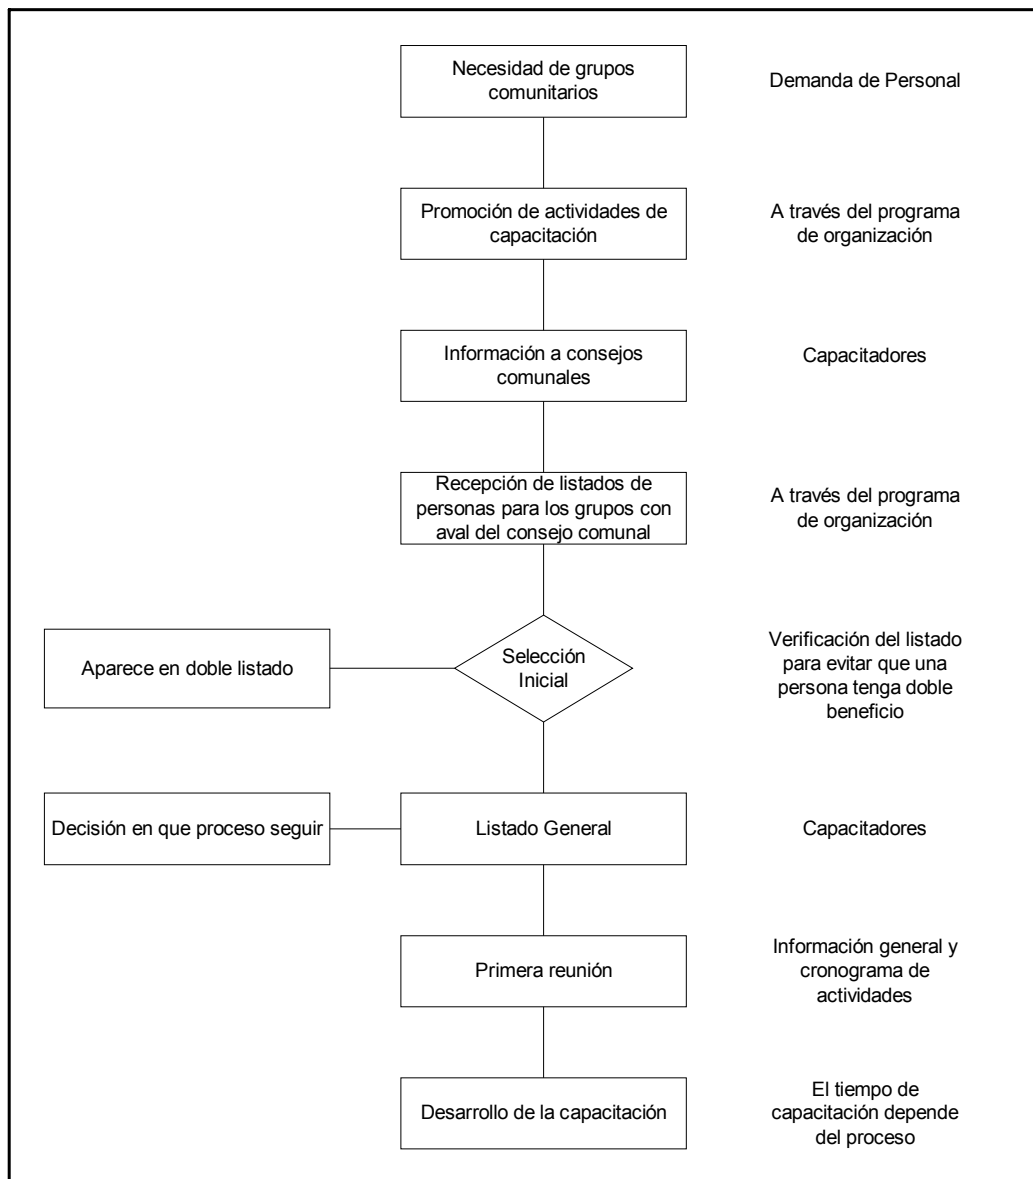 Necesidad de grupos
comunitarios
Demanda de Personal
Promoción de actividades de
capacitación
A través del programa
de organización
Información a consejos
comunales
Capacitadores
Recepción de listados de
personas para los grupos con
aval del consejo comunal
A través del programa
de organización
Aparece en doble listado
Selección
Inicial
Verificación del listado
para evitar que una
persona tenga doble
beneficio
Decisión en que proceso seguir
Listado General
Capacitadores
Primera reunión
Información general y
cronograma de
actividades
Desarrollo de la capacitación
El tiempo de
capacitación depende
del proceso